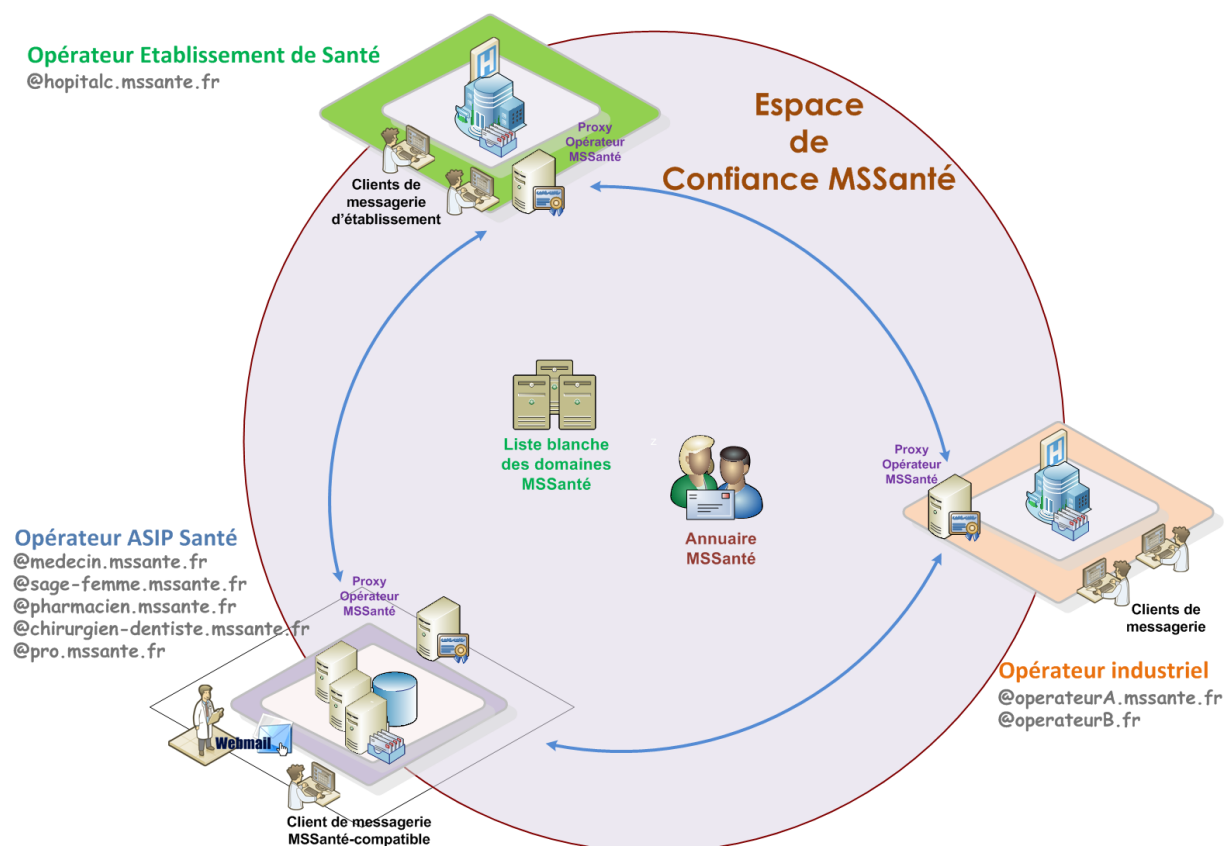 Opérateur Etablissement de Santé
@hopitalc.mssante.fr
H
Proxy
Opérateur
MSSanté
Clients de
messagerie
d'établissement
Espace
de
Confiance MSSanté
Liste blanche
des domaines
MSSanté
z
Annuaire
MSSanté
Proxy
Opérateur
MSSanté
H
Clients de
messagerie
Opérateur industriel
@operateurA.mssante.fr
@operateurB.fr
Opérateur ASIP Santé
@medecin.mssante.fr
@sage-femme.mssante.fr
@pharmacien.mssante.fr
@chirurgien-dentiste.mssante.fr
@pro.mssante.fr
Proxy
Opérateur
MSSanté
Webmail
Client de messagerie
MSSanté-compatible